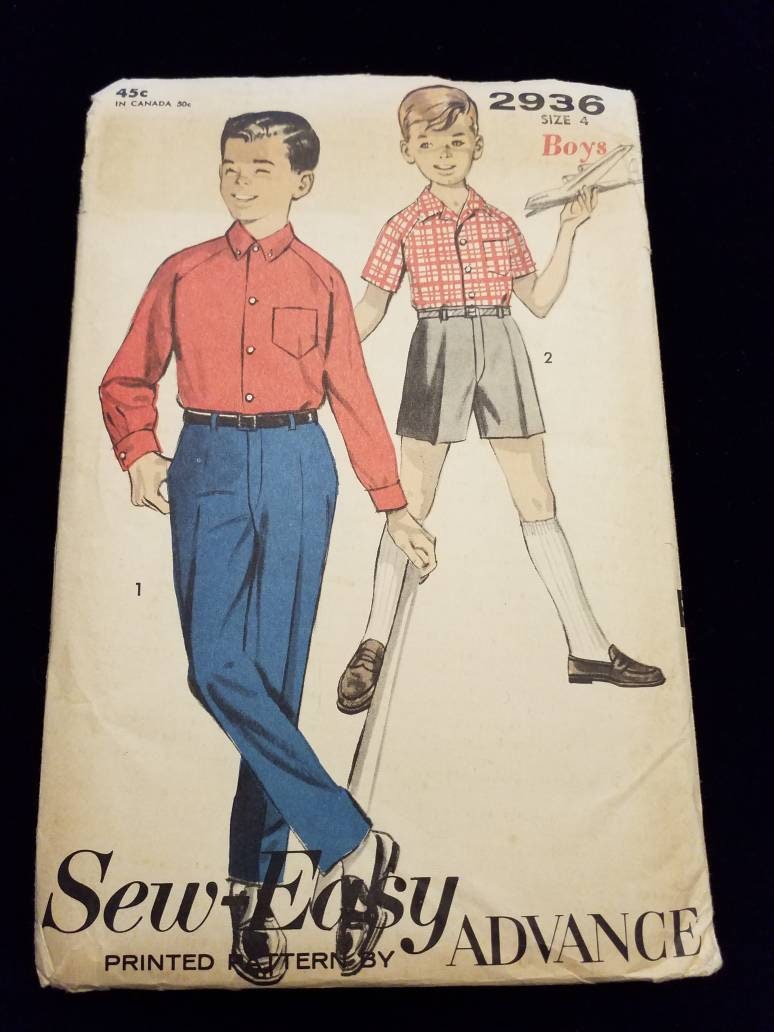 45c
IN CANADA 50c
2936
SIZE 4
Boys
2
1
Sew-Easy
PRINTED PATTERN BY
ADVANCE